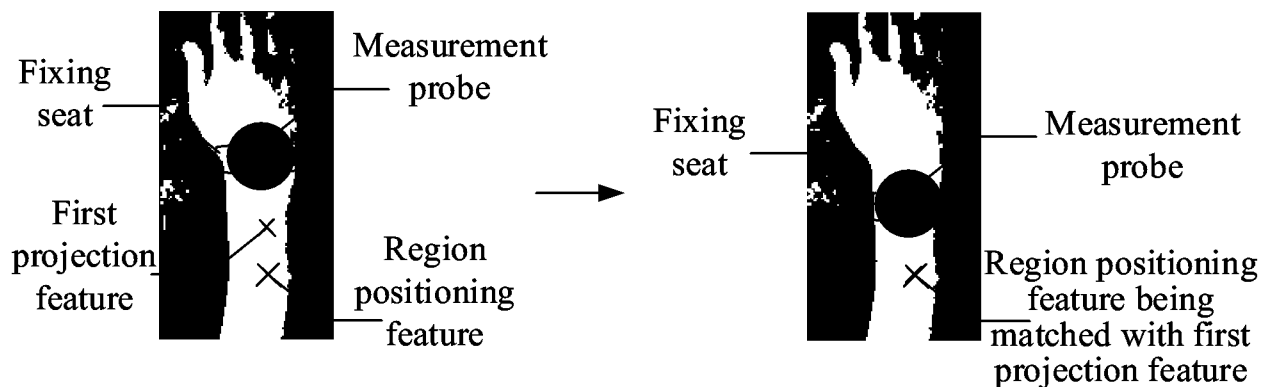 Fixing
seat
Measurement
probe
First
projection
feature
Region
positioning
feature
Fixing
seat
Measurement
probe
Region positioning
feature being
matched with first
projection feature